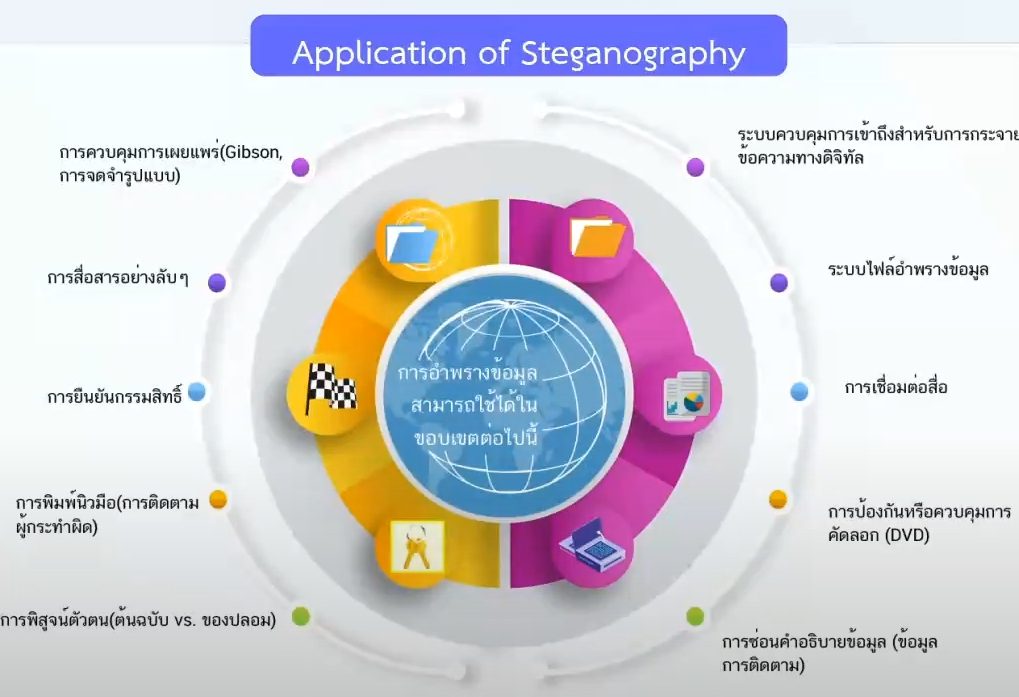 Application of Steganography
การควบคุมการเผยแพร่(Gibson,
การจดจำรูปแบบ)
การสื่อสารอย่างลับๆ
การยืนยันกรรมสิทธิ์
การพิมพ์นิวมือ(การติดตาม
ผู้กระทำผิด)
การพิสูจน์ตัวตน(ต้นฉบับ vs. ของปลอม)
การอำพรางข้อมูล
สามารถใช้ได้ใน
ขอบเขตต่อไปนี้
ระบบควบคุมการเข้าถึงสำหรับการกระจาย
ข้อความทางดิจิทัล
ระบบไฟล์อำพรางข้อมูล
การเชื่อมต่อสื่อ
การป้องกันหรือควบคุมการ
คัดลอก (DVD)
การซ่อนคำอธิบายข้อมูล (ข้อมูล
การติดตาม)